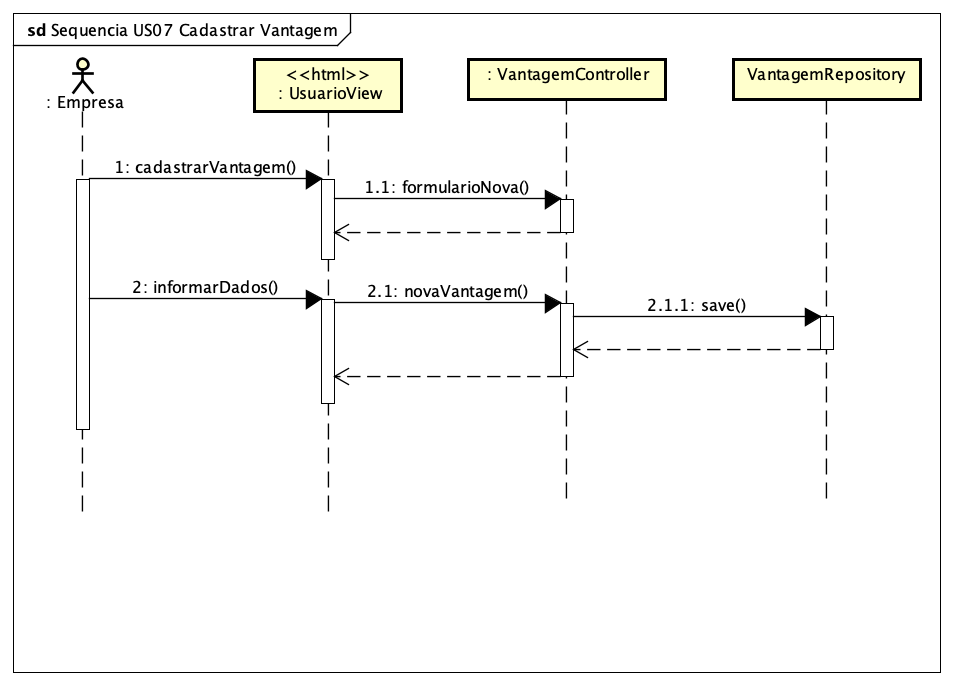 sd Sequencia US07 Cadastrar Vantagem
: Empresa
<<html>>
: UsuarioView
: VantagemController
VantagemRepository
1: cadastrarVantagem()
1.1: formularioNova()
2: informarDados()
2.1: novaVantagem()
2.1.1: save()